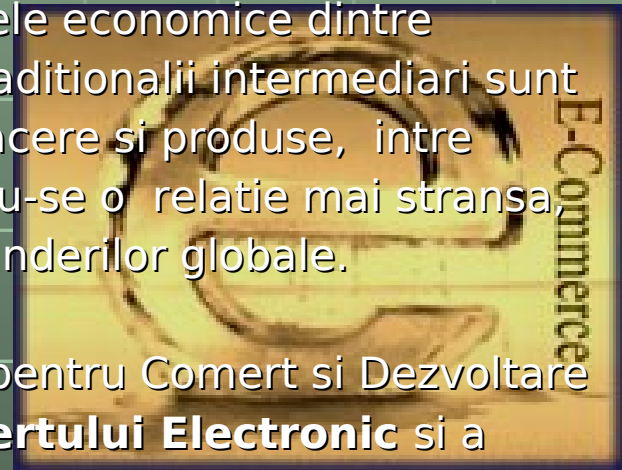 ele economice dintre
aditionalii intermediari sunt
acere si produse, intre
u-se o relatie mai stransa,
nderilor globale.
pentru Comert si Dezvoltare
ertului Electronic si a
E-Commerce